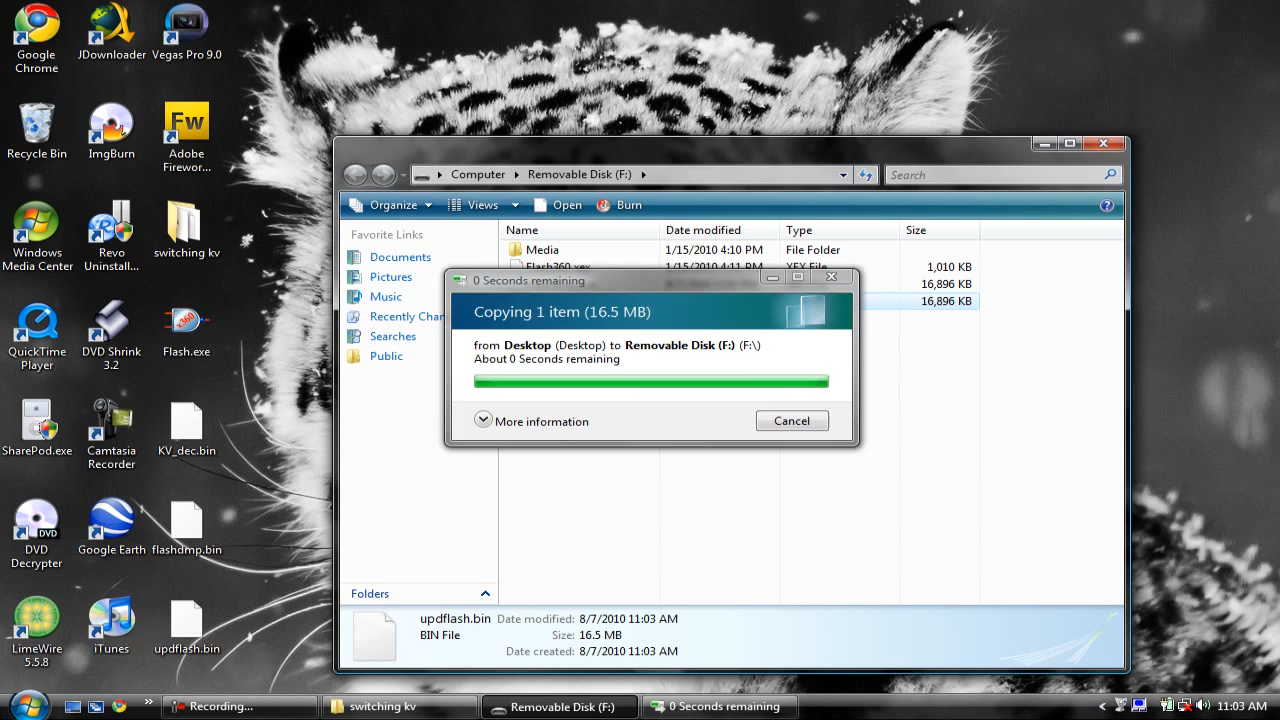 Google Chrome
JDownloader
Vegas Pro 9.0
Recycle Bin
ImgBurn
Fw
Adobe Firewor...
Windows Media Center
Revo Uninstall...
switching kv
QuickTime Player
DVD Shrink 3.2
x360
Flash.exe
SharePod.exe
Camtasia Recorder
KV_dec.bin
DVD
DVD Decrypter
Google Earth
flashdmp.bin
LimeWire 5.5.8
iTunes
updflash.bin
Computer Removable Disk (F:)
Search
Organize Views Open Burn
Favorite Links
Documents
Pictures
Music
Recently Chan
Searches
Public
Folders
Name Date modified Type Size
Media 1/15/2010 4:10 PM File Folder
Flash360.xex 1/15/2010 4:11 PM XEX File 1,010 KB
16,896 KB
16,896 KB
0 Seconds remaining
Copying 1 item (16.5 MB)
from Desktop (Desktop) to Removable Disk (F:) (F:\)
About 0 Seconds remaining
More information
Cancel
updflash.bin Date modified: 8/7/2010 11:03 AM
BIN File Size: 16.5 MB
Date created: 8/7/2010 11:03 AM
Recording...
switching kv
Removable Disk (F:)
0 Seconds remaining
11:03 AM